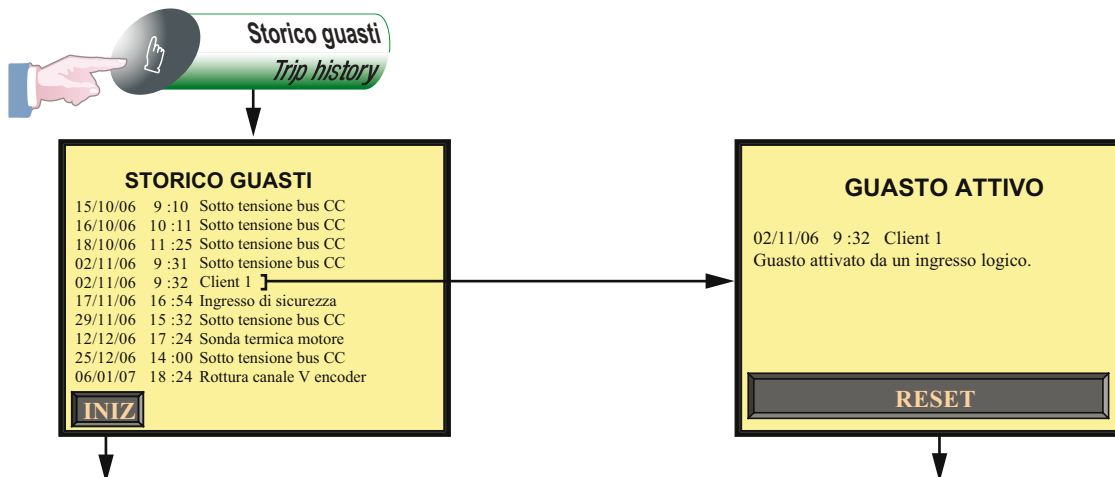 Storico guasti
Trip history
STORICO GUASTI
15/10/06 9 :10 Sotto tensione bus CC
16/10/06 10 :11 Sotto tensione bus CC
18/10/06 11 :25 Sotto tensione bus CC
02/11/06 9 :31 Sotto tensione bus CC
02/11/06 9 :32 Client 1
17/11/06 16 :54 Ingresso di sicurezza
29/11/06 15 :32 Sotto tensione bus CC
12/12/06 17 :24 Sonda termica motore
25/12/06 14 :00 Sotto tensione bus CC
06/01/07 18 :24 Rottura canale V encoder
INIZ
GUASTO ATTIVO
02/11/06 9 :32 Client 1
Guasto attivato da un ingresso logico.
RESET